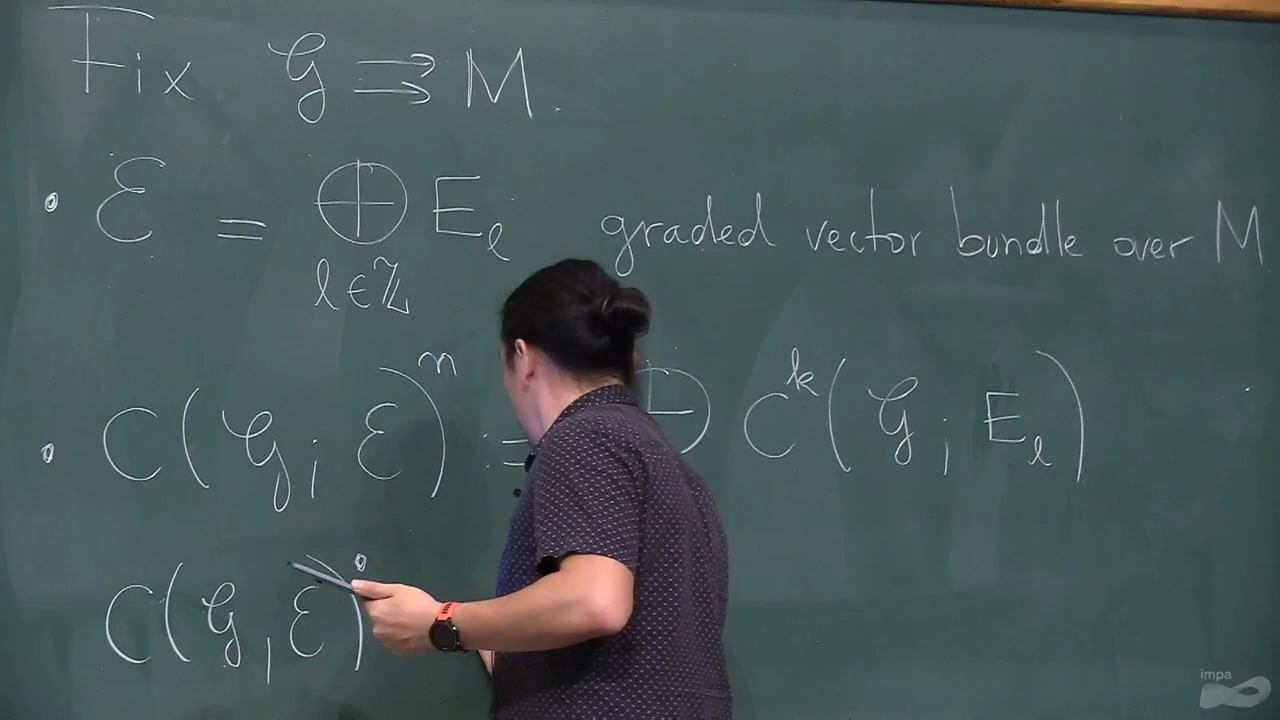 Fix 𝒢 ⇉ M.
• ℰ = ⊕ E_l graded vector bundle over M
l∈ℤ
• C(𝒢; ℰ)^n := ⊕ C^k(𝒢; E_l)
C(𝒢, ℰ)^•
impa